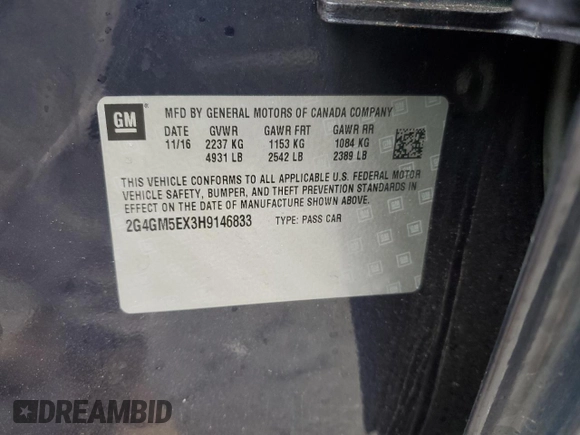 GM
MFD BY GENERAL MOTORS OF CANADA COMPANY
DATE GVWR GAWR FRT GAWR RR
11/16 2237 KG 1153 KG 1084 KG
4931 LB 2542 LB 2389 LB
THIS VEHICLE CONFORMS TO ALL APPLICABLE U.S. FEDERAL MOTOR
VEHICLE SAFETY, BUMPER, AND THEFT PREVENTION STANDARDS IN
EFFECT ON THE DATE OF MANUFACTURE SHOWN ABOVE.
2G4GM5EX3H9146833 TYPE: PASS CAR
DREAMBID